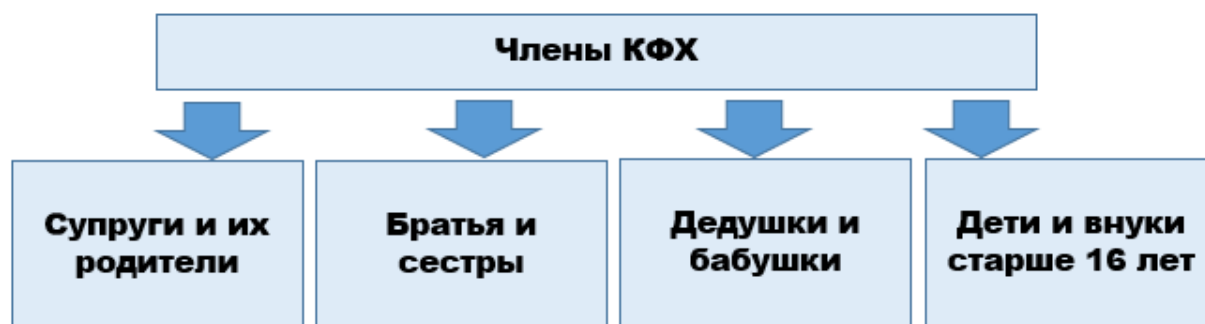 Члены КФХ
Супруги и их
родители
Братья и
сестры
Дедушки и
бабушки
Дети и внуки
старше 16 лет